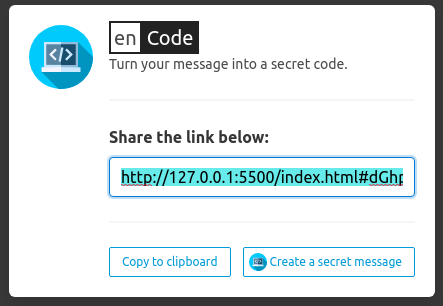 en Code
Turn your message into a secret code.
Share the link below:
http://127.0.0.1:5500/index.html#dGhp
Copy to clipboard
Create a secret message